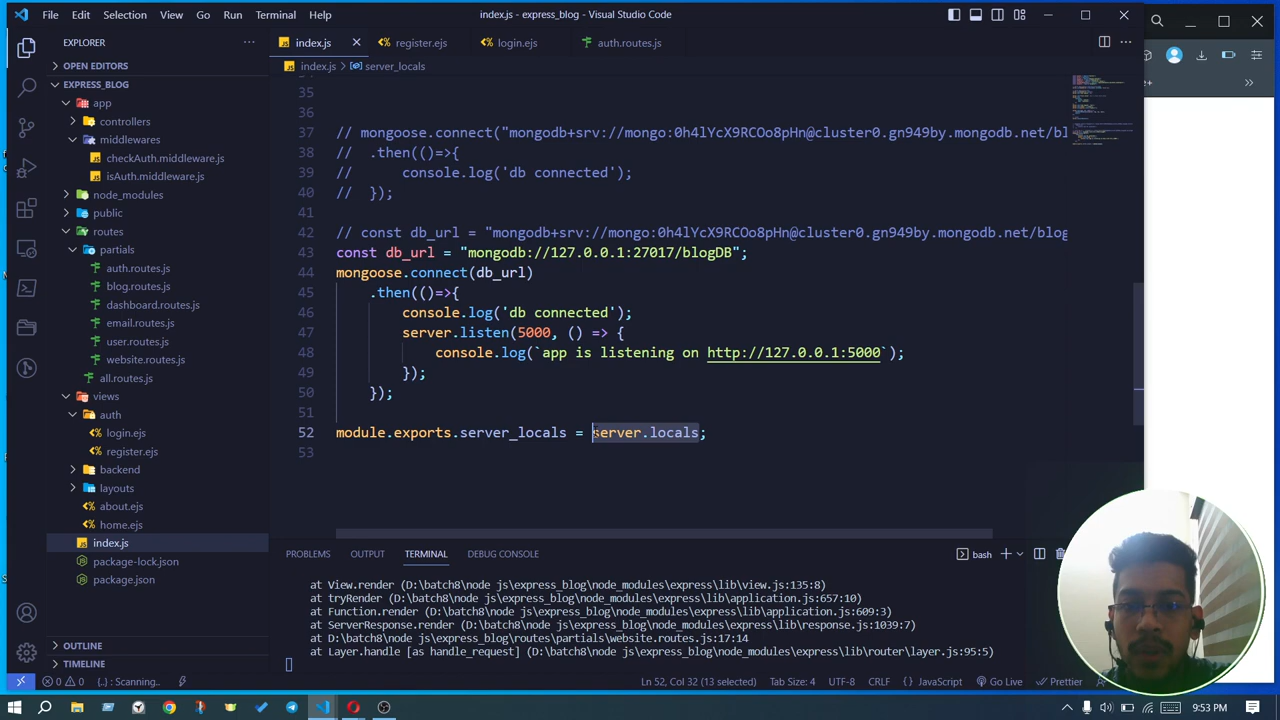 File Edit Selection View Go Run Terminal Help
index.js - express_blog - Visual Studio Code
EXPLORER
index.js
register.ejs
login.ejs
auth.routes.js
OPEN EDITORS
index.js > server_locals
EXPRESS_BLOG
app
controllers
middlewares
checkAuth.middleware.js
isAuth.middleware.js
node_modules
public
routes
partials
auth.routes.js
blog.routes.js
dashboard.routes.js
email.routes.js
user.routes.js
website.routes.js
all.routes.js
views
auth
login.ejs
register.ejs
backend
layouts
about.ejs
home.ejs
index.js
package-lock.json
package.json
OUTLINE
TIMELINE
35
36
37 // mongoose.connect("mongodb+srv://mongo:0h4lYcX9RCOo8pHn@cluster0.gn949by.mongodb.net/bl
38 // .then(()=>{
39 // console.log('db connected');
40 // });
41
42 // const db_url = "mongodb+srv://mongo:0h4lYcX9RCOo8pHn@cluster0.gn949by.mongodb.net/blog
43 const db_url = "mongodb://127.0.0.1:27017/blogDB";
44 mongoose.connect(db_url)
45 .then(()=>{
46 console.log('db connected');
47 server.listen(5000, () => {
48 console.log(`app is listening on http://127.0.0.1:5000`);
49 });
50 });
51
52 module.exports.server_locals = server.locals;
53
PROBLEMS OUTPUT TERMINAL DEBUG CONSOLE
bash
at View.render (D:\batch8\node js\express_blog\node_modules\express\lib\view.js:135:8)
at tryRender (D:\batch8\node js\express_blog\node_modules\express\lib\application.js:657:10)
at Function.render (D:\batch8\node js\express_blog\node_modules\express\lib\application.js:609:3)
at ServerResponse.render (D:\batch8\node js\express_blog\node_modules\express\lib\response.js:1039:7)
at D:\batch8\node js\express_blog\routes\partials\website.routes.js:17:14
at Layer.handle [as handle_request] (D:\batch8\node js\express_blog\node_modules\express\lib\router\layer.js:95:5)
0 0 {..} : Scanning..
Ln 52, Col 32 (13 selected) Tab Size: 4 UTF-8 CRLF JavaScript Go Live Prettier
9:53 PM